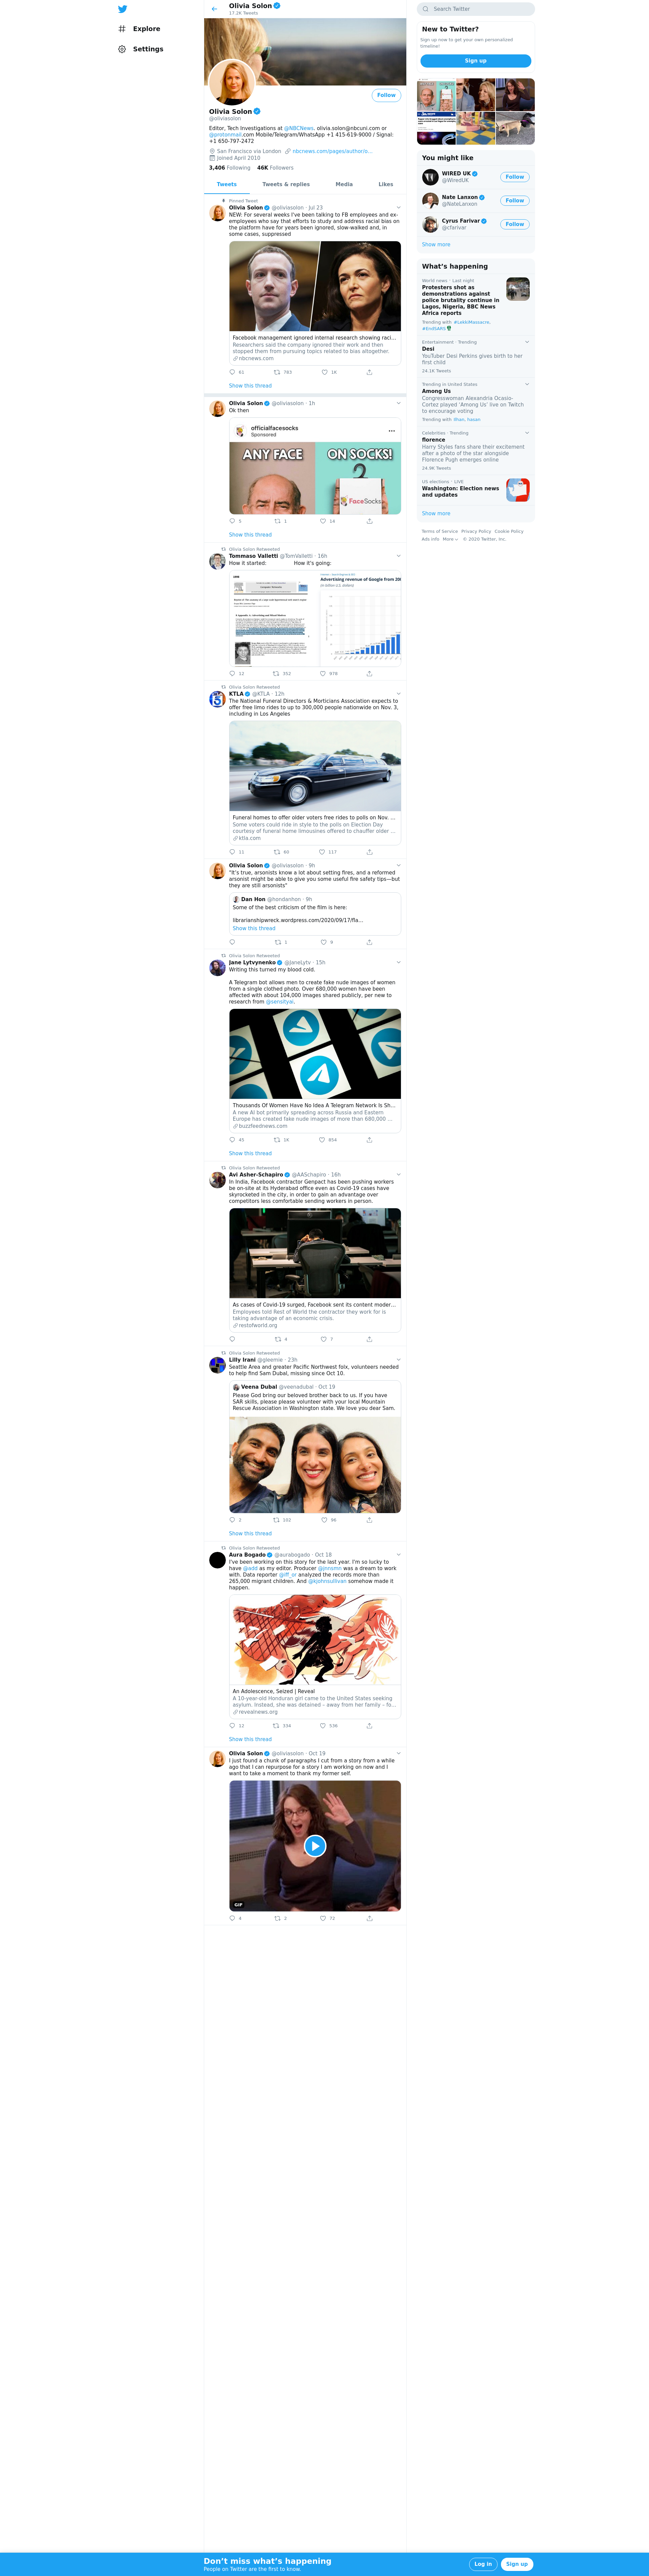 Explore
Settings
Olivia Solon
17.2K Tweets
Follow
Olivia Solon
@oliviasolon
Editor, Tech Investigations at @NBCNews. olivia.solon@nbcuni.com or
@protonmail.com Mobile/Telegram/WhatsApp +1 415-619-9000 / Signal:
+1 650-797-2472
San Francisco via London nbcnews.com/pages/author/o…
Joined April 2010
3,406 Following 46K Followers
Tweets Tweets & replies Media Likes
Pinned Tweet
Olivia Solon @oliviasolon · Jul 23
NEW: For several weeks I've been talking to FB employees and ex-
employees who say that efforts to study and address racial bias on
the platform have for years been ignored, slow-walked and, in
some cases, suppressed
Facebook management ignored internal research showing raci…
Researchers said the company ignored their work and then
stopped them from pursuing topics related to bias altogether.
nbcnews.com
61 783 1K
Show this thread
Olivia Solon @oliviasolon · 1h
Ok then
officialfacesocks
Sponsored
ANY FACE ON SOCKS!
FaceSocks
5 1 14
Show this thread
Olivia Solon Retweeted
Tommaso Valletti @TomValletti · 16h
How it started: How it's going:
Advertising revenue of Google from 200
12 352 978
Olivia Solon Retweeted
KTLA @KTLA · 12h
The National Funeral Directors & Morticians Association expects to
offer free limo rides to up to 300,000 people nationwide on Nov. 3,
including in Los Angeles
Funeral homes to offer older voters free rides to polls on Nov. …
Some voters could ride in style to the polls on Election Day
courtesy of funeral home limousines offered to chauffer older …
ktla.com
11 60 117
Olivia Solon @oliviasolon · 9h
"It's true, arsonists know a lot about setting fires, and a reformed
arsonist might be able to give you some useful fire safety tips—but
they are still arsonists"
Dan Hon @hondanhon · 9h
Some of the best criticism of the film is here:
librarianshipwreck.wordpress.com/2020/09/17/fla…
Show this thread
1 9
Olivia Solon Retweeted
Jane Lytvynenko @JaneLytv · 15h
Writing this turned my blood cold.
A Telegram bot allows men to create fake nude images of women
from a single clothed photo. Over 680,000 women have been
affected with about 104,000 images shared publicly, per new to
research from @sensityai.
Thousands Of Women Have No Idea A Telegram Network Is Sh…
A new AI bot primarily spreading across Russia and Eastern
Europe has created fake nude images of more than 680,000 …
buzzfeednews.com
45 1K 854
Show this thread
Olivia Solon Retweeted
Avi Asher-Schapiro @AASchapiro · 16h
In India, Facebook contractor Genpact has been pushing workers
be on-site at its Hyderabad office even as Covid-19 cases have
skyrocketed in the city, in order to gain an advantage over
competitors less comfortable sending workers in person.
As cases of Covid-19 surged, Facebook sent its content moder…
Employees told Rest of World the contractor they work for is
taking advantage of an economic crisis.
restofworld.org
4 7
Olivia Solon Retweeted
Lilly Irani @gleemie · 23h
Seattle Area and greater Pacific Northwest folx, volunteers needed
to help find Sam Dubal, missing since Oct 10.
Veena Dubal @veenadubal · Oct 19
Please God bring our beloved brother back to us. If you have
SAR skills, please please volunteer with your local Mountain
Rescue Association in Washington state. We love you dear Sam.
2 102 96
Show this thread
Olivia Solon Retweeted
Aura Bogado @aurabogado · Oct 18
I've been working on this story for the last year. I'm so lucky to
have @add as my editor. Producer @jnnsmn was a dream to work
with. Data reporter @iff_or analyzed the records more than
265,000 migrant children. And @kjohnsullivan somehow made it
happen.
An Adolescence, Seized | Reveal
A 10-year-old Honduran girl came to the United States seeking
asylum. Instead, she was detained – away from her family – fo…
revealnews.org
12 334 536
Show this thread
Olivia Solon @oliviasolon · Oct 19
I just found a chunk of paragraphs I cut from a story from a while
ago that I can repurpose for a story I am working on now and I
want to take a moment to thank my former self.
GIF
4 2 72
Search Twitter
New to Twitter?
Sign up now to get your own personalized
timeline!
Sign up
You might like
WIRED UK
@WiredUK
Follow
Nate Lanxon
@NateLanxon
Follow
Cyrus Farivar
@cfarivar
Follow
Show more
What's happening
World news · Last night
Protesters shot as
demonstrations against
police brutality continue in
Lagos, Nigeria, BBC News
Africa reports
Trending with #LekkiMassacre,
#EndSARS
Entertainment · Trending
Desi
YouTuber Desi Perkins gives birth to her
first child
24.1K Tweets
Trending in United States
Among Us
Congresswoman Alexandria Ocasio-
Cortez played 'Among Us' live on Twitch
to encourage voting
Trending with Ilhan, hasan
Celebrities · Trending
florence
Harry Styles fans share their excitement
after a photo of the star alongside
Florence Pugh emerges online
24.9K Tweets
US elections · LIVE
Washington: Election news
and updates
Show more
Terms of Service Privacy Policy Cookie Policy
Ads info More © 2020 Twitter, Inc.
Don't miss what's happening
People on Twitter are the first to know.
Log in Sign up